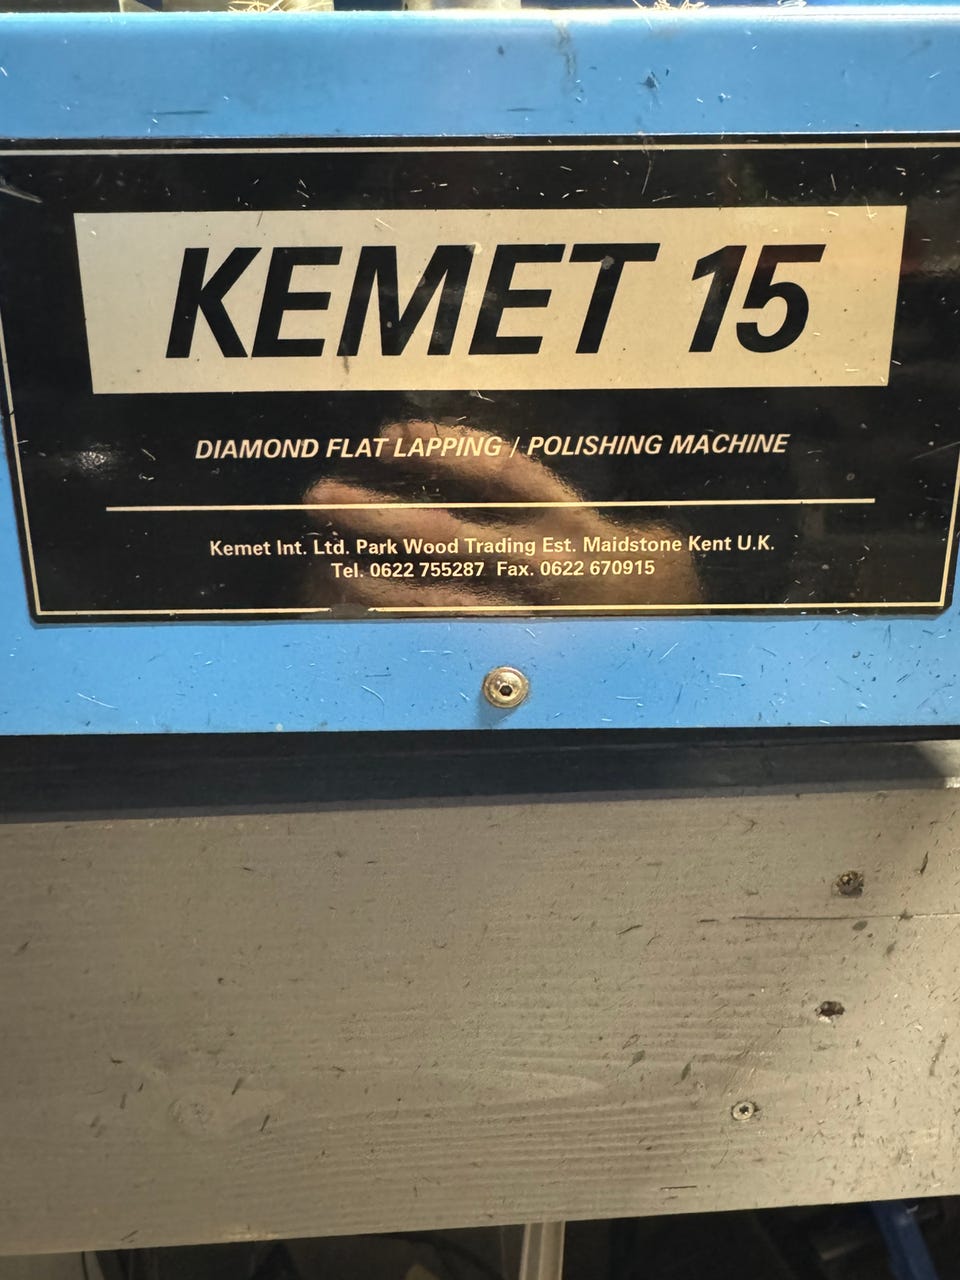 KEMET 15
DIAMOND FLAT LAPPING / POLISHING MACHINE
Kemet Int. Ltd. Park Wood Trading Est. Maidstone Kent U.K.
Tel. 0622 755287 Fax. 0622 670915